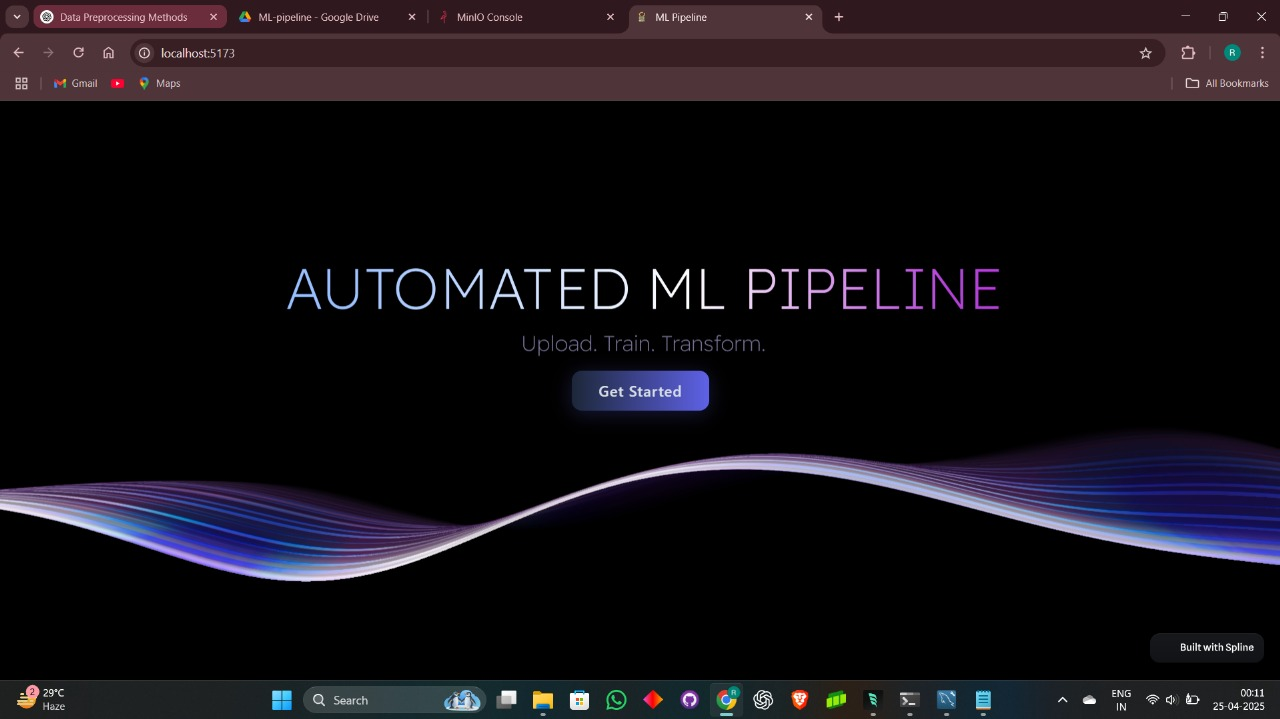 Data Preprocessing Methods
ML-pipeline - Google Drive
MinIO Console
ML Pipeline
localhost:5173
R
Gmail
Maps
All Bookmarks
AUTOMATED ML PIPELINE
Upload. Train. Transform.
Get Started
Built with Spline
2
29°C
Haze
Search
R
ENG
IN
00:11
25-04-2025